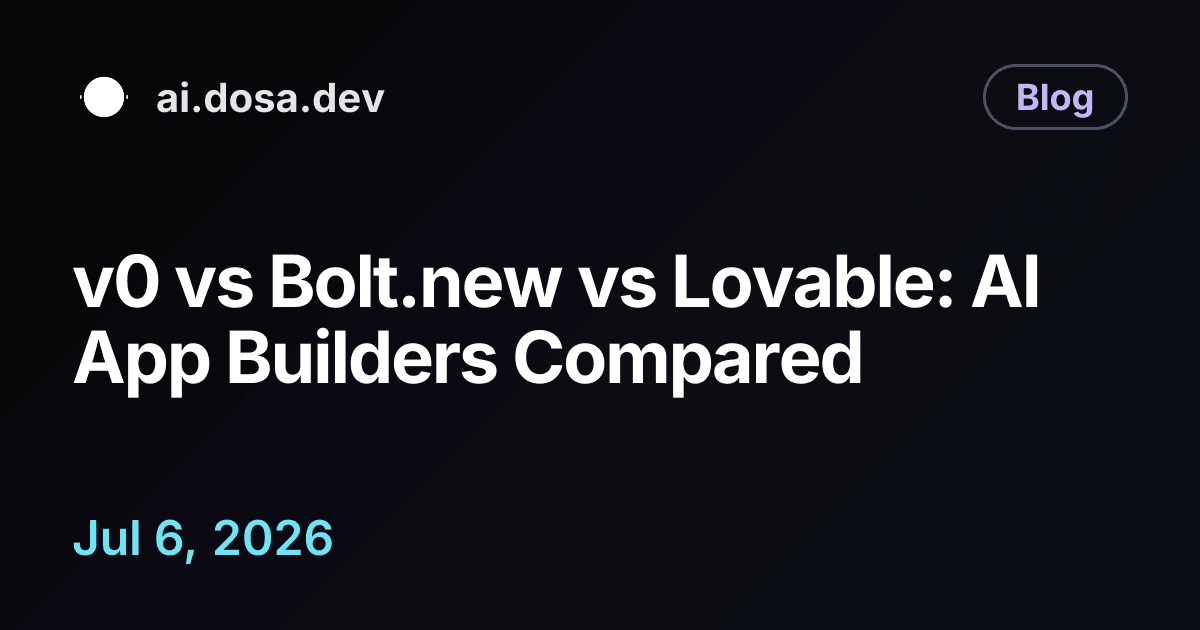 ai.dosa.dev
Blog
v0 vs Bolt.new vs Lovable: AI
App Builders Compared
Jul 6, 2026